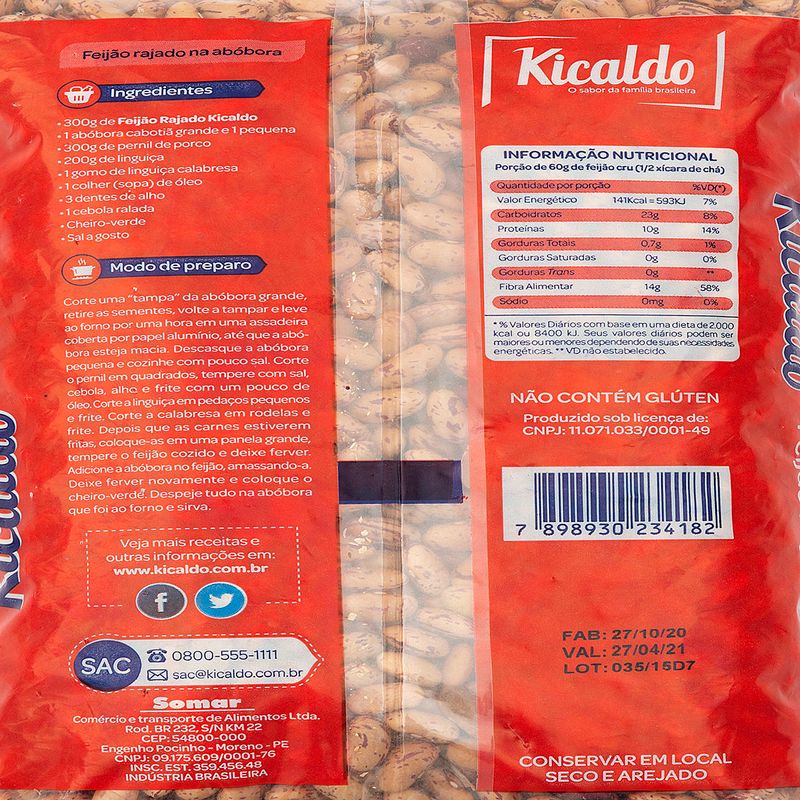 Feijão rajado na abóbora
Ingredientes
• 300g de Feijão Rajado Kicaldo
• 1 abóbora cabotiã grande e 1 pequena
• 300g de pernil de porco
• 200g de linguiça
• 1 gomo de linguiça calabresa
• 1 colher (sopa) de óleo
• 3 dentes de alho
• 1 cebola ralada
• Cheiro-verde
• Sal a gosto
Modo de preparo
Corte uma “tampa” da abóbora grande,
retire as sementes, volte a tampar e leve
ao forno por uma hora em uma assadeira
coberta por papel alumínio, até que a abó-
bora esteja macia. Descasque a abóbora
pequena e cozinhe com pouco sal. Corte
o pernil em quadrados, tempere com sal,
cebola, alho e frite com um pouco de
óleo. Corte a linguiça em pedaços pequenos
e frite. Corte a calabresa em rodelas e
frite. Depois que as carnes estiverem
fritas, coloque-as em uma panela grande,
tempere o feijão cozido e deixe ferver.
Adicione a abóbora no feijão, amassando-a.
Deixe ferver novamente e coloque o
cheiro-verde. Despeje tudo na abóbora
que foi ao forno e sirva.
Veja mais receitas e
outras informações em:
www.kicaldo.com.br
SAC
0800-555-1111
sac@kicaldo.com.br
Somar
Comércio e transporte de Alimentos Ltda.
Rod. BR 232, S/N KM 22
CEP: 54800-000
Engenho Pocinho - Moreno - PE
CNPJ: 09.175.609/0001-76
INSC. EST. 359.456.48
INDÚSTRIA BRASILEIRA
Kicaldo
Kicaldo
O sabor da família brasileira
INFORMAÇÃO NUTRICIONAL
Porção de 60g de feijão cru (1/2 xícara de chá)
Quantidade por porção %VD(*)
Valor Energético 141Kcal = 593KJ 7%
Carboidratos 23g 8%
Proteínas 10g 14%
Gorduras Totais 0,7g 1%
Gorduras Saturadas 0g 0%
Gorduras Trans 0g **
Fibra Alimentar 14g 58%
Sódio 0mg 0%
* % Valores Diários com base em uma dieta de 2.000
kcal ou 8400 kJ. Seus valores diários podem ser
maiores ou menores dependendo de suas necessidades
energéticas. ** VD não estabelecido.
NÃO CONTÉM GLÚTEN
Produzido sob licença de:
CNPJ: 11.071.033/0001-49
7 898930 234182
FAB: 27/10/20
VAL: 27/04/21
LOT: 035/15D7
CONSERVAR EM LOCAL
SECO E AREJADO
Kicaldo